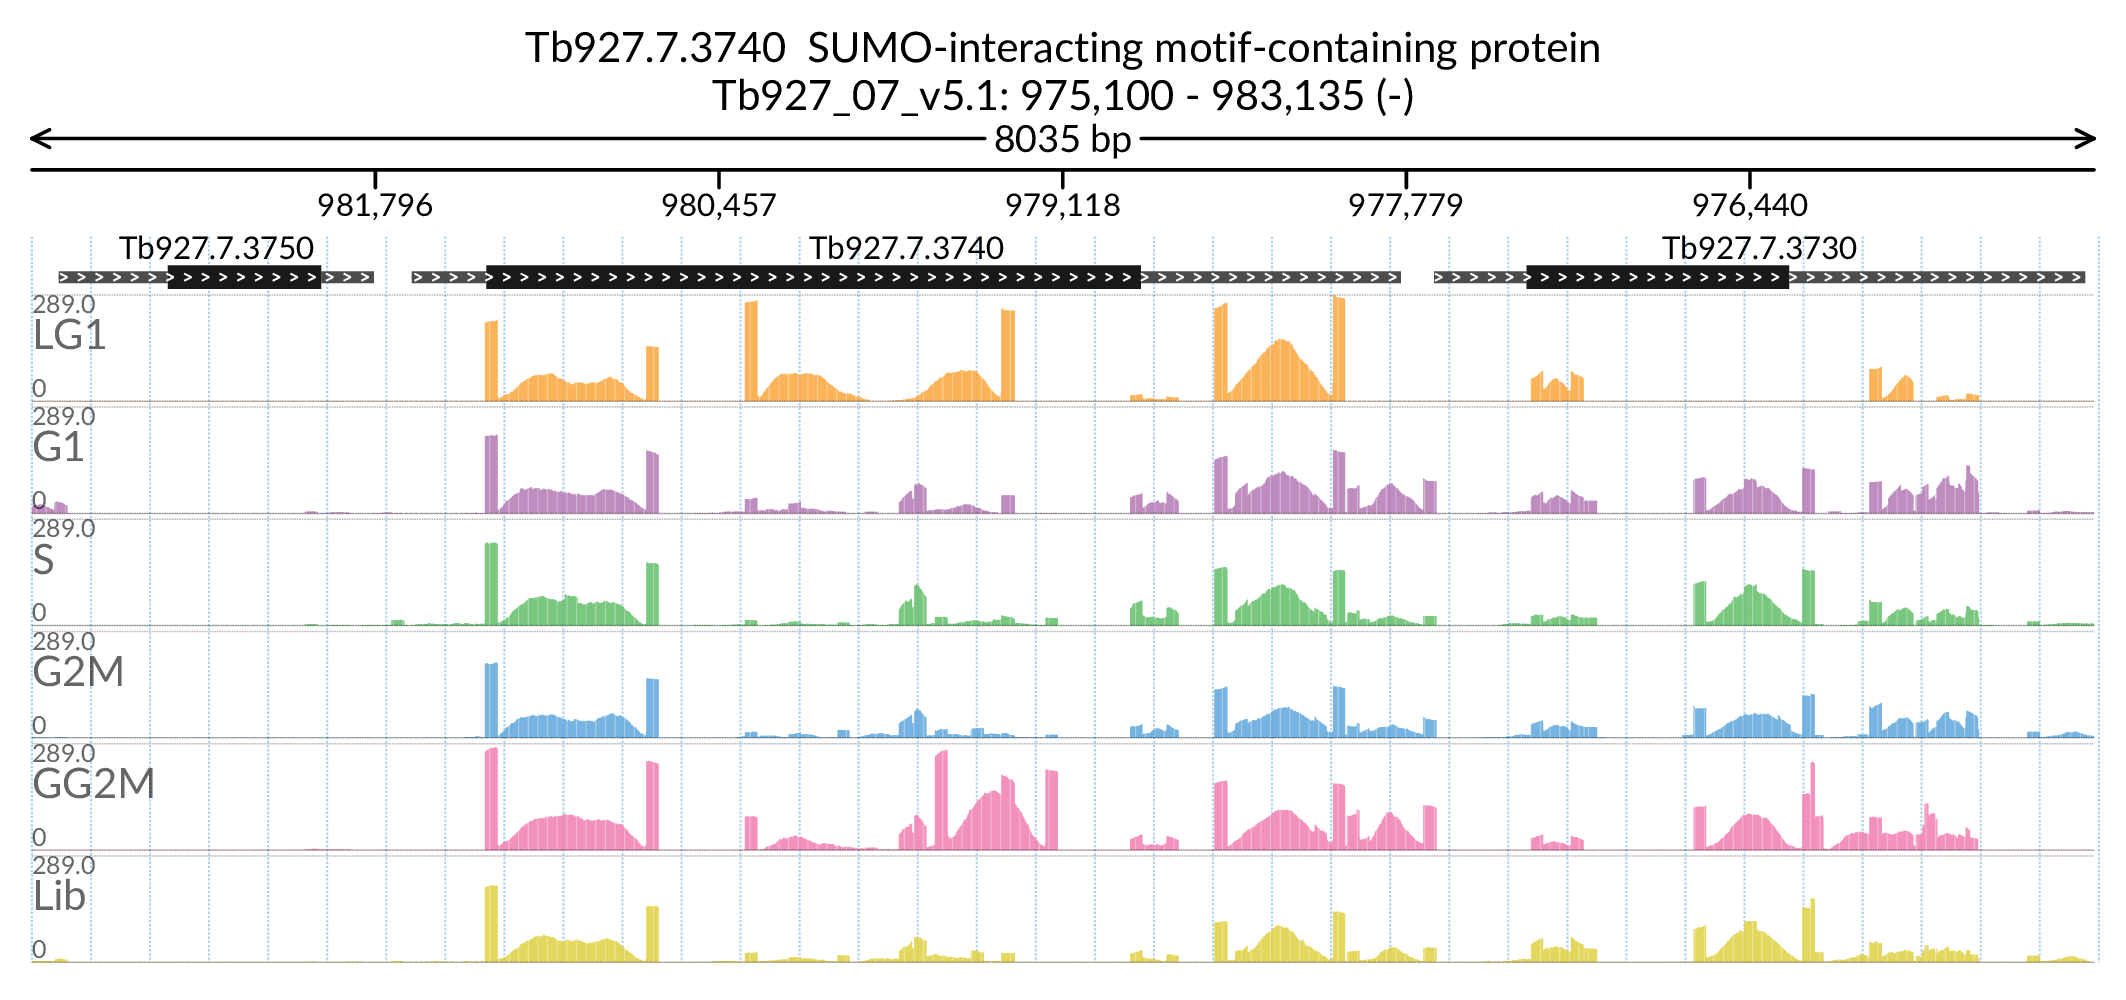 Tb927.7.3740  SUMO-interacting motif-containing protein
Tb927_07_v5.1: 975,100 - 983,135 (-)
8035 bp
981,796 980,457 979,118 977,779 976,440
Tb927.7.3750 Tb927.7.3740 Tb927.7.3730
289.0
LG1
0
289.0
G1
0
289.0
S
0
289.0
G2M
0
289.0
GG2M
0
289.0
Lib
0